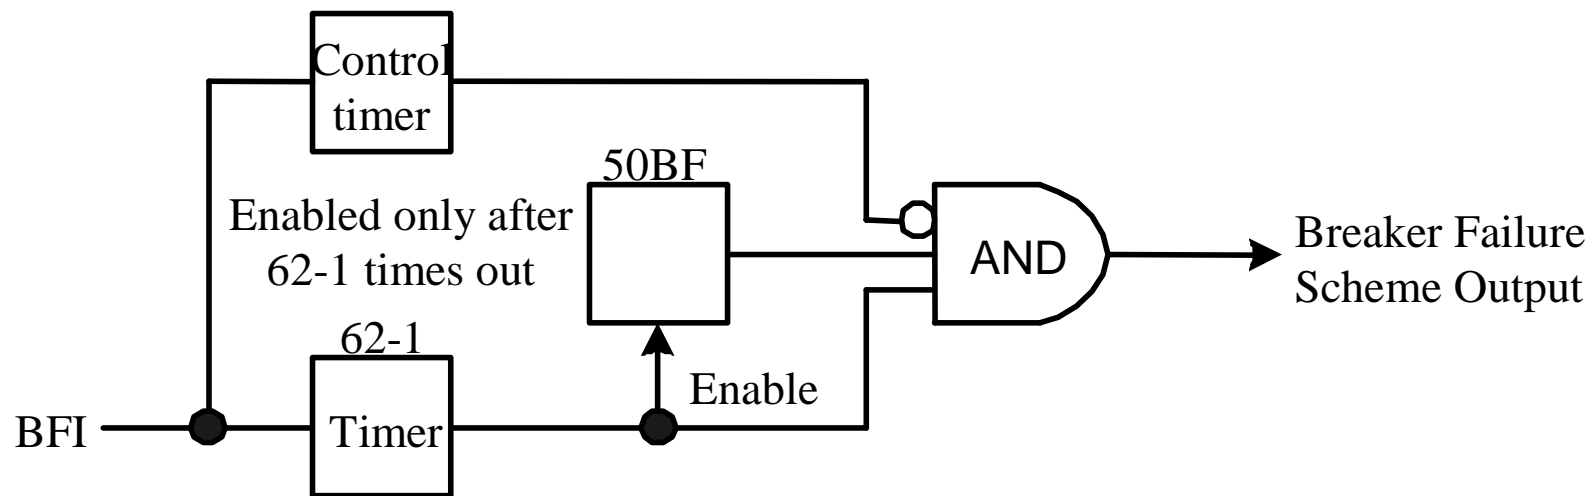 Control
timer
50BF
Enabled only after
62-1 times out
AND
Breaker Failure
Scheme Output
62-1
Enable
BFI
Timer